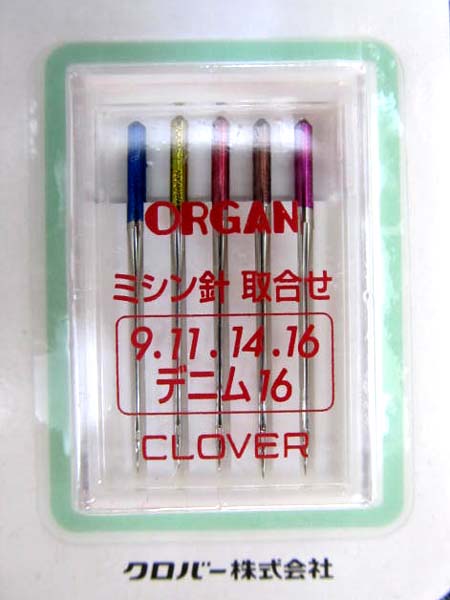 ORGAN
ミシン針 取合せ
9.11.14.16
デニム16
CLOVER
クロバー株式会社